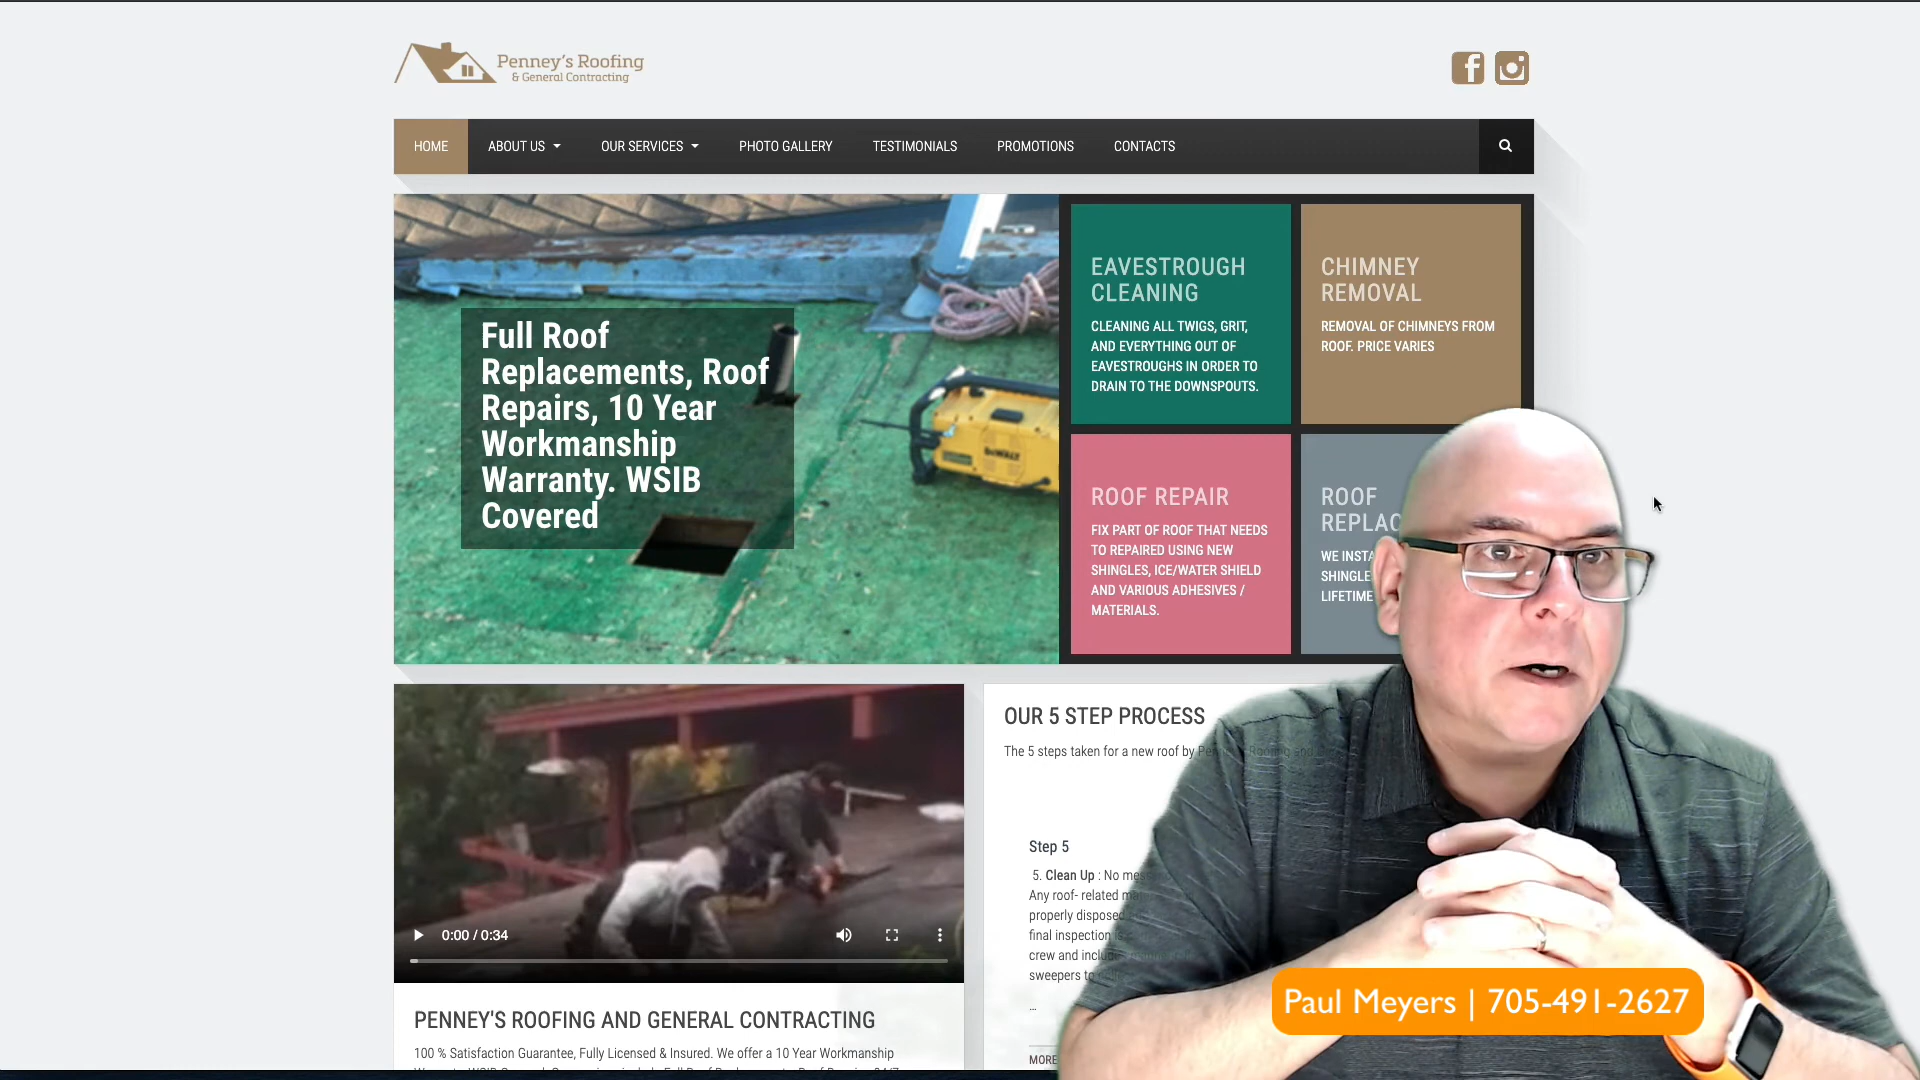 Penney's Roofing
& General Contracting
HOME
ABOUT US
OUR SERVICES
PHOTO GALLERY
TESTIMONIALS
PROMOTIONS
CONTACTS
Full Roof
Replacements, Roof
Repairs, 10 Year
Workmanship
Warranty. WSIB
Covered
DEWALT
EAVESTROUGH
CLEANING
CLEANING ALL TWIGS, GRIT,
AND EVERYTHING OUT OF
EAVESTROUGHS IN ORDER TO
DRAIN TO THE DOWNSPOUTS.
CHIMNEY
REMOVAL
REMOVAL OF CHIMNEYS FROM
ROOF. PRICE VARIES
ROOF REPAIR
FIX PART OF ROOF THAT NEEDS
TO REPAIRED USING NEW
SHINGLES, ICE/WATER SHIELD
AND VARIOUS ADHESIVES /
MATERIALS.
ROOF
WE
LIFETIME
0:00 / 0:34
PENNEY'S ROOFING AND GENERAL CONTRACTING
100 % Satisfaction Guarantee, Fully Licensed & Insured. We offer a 10 Year Workmanship
OUR 5 STEP PROCESS
The 5 steps taken for a new roof by
Step 5
5. Clean Up : No
Any roof- related
properly disposed
final inspection
crew and
sweepers to
...
MORE
Paul Meyers | 705-491-2627